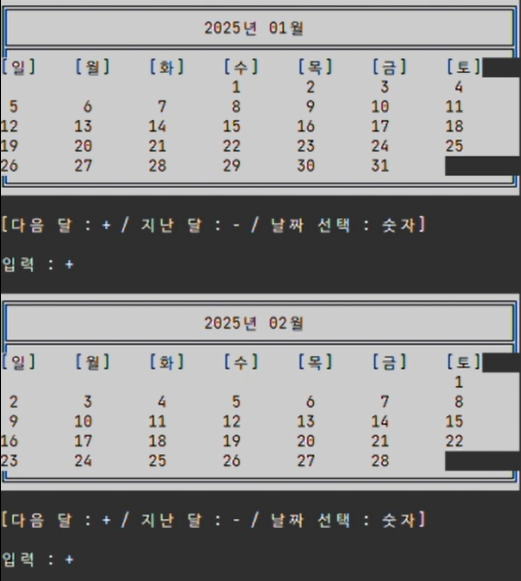 2025년 01월
[일] [월] [화] [수] [목] [금] [토]
1 2 3 4
5 6 7 8 9 10 11
12 13 14 15 16 17 18
19 20 21 22 23 24 25
26 27 28 29 30 31
[다음 달 : + / 지난 달 : - / 날짜 선택 : 숫자]
입력 : +
2025년 02월
[일] [월] [화] [수] [목] [금] [토]
1
2 3 4 5 6 7 8
9 10 11 12 13 14 15
16 17 18 19 20 21 22
23 24 25 26 27 28
[다음 달 : + / 지난 달 : - / 날짜 선택 : 숫자]
입력 : +